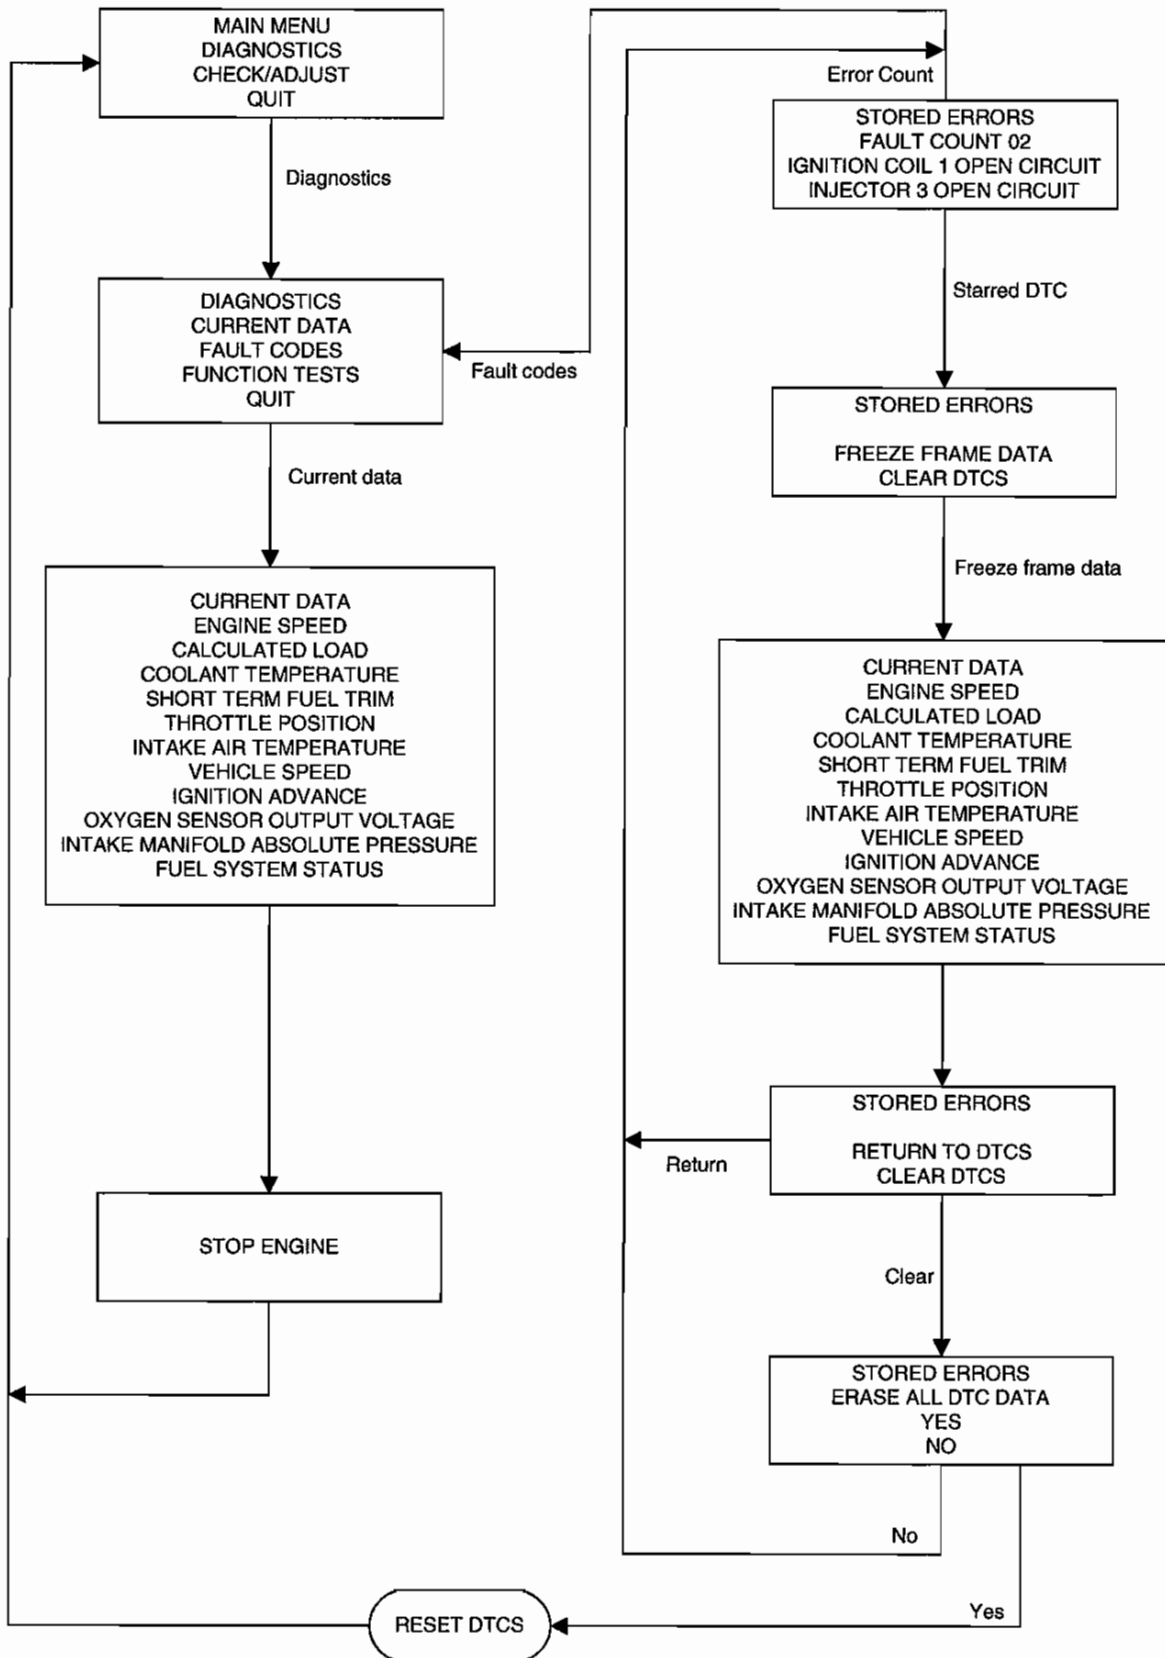 MAIN MENU
DIAGNOSTICS
CHECK/ADJUST
QUIT
Diagnostics
DIAGNOSTICS
CURRENT DATA
FAULT CODES
FUNCTION TESTS
QUIT
Fault codes
Current data
CURRENT DATA
ENGINE SPEED
CALCULATED LOAD
COOLANT TEMPERATURE
SHORT TERM FUEL TRIM
THROTTLE POSITION
INTAKE AIR TEMPERATURE
VEHICLE SPEED
IGNITION ADVANCE
OXYGEN SENSOR OUTPUT VOLTAGE
INTAKE MANIFOLD ABSOLUTE PRESSURE
FUEL SYSTEM STATUS
STOP ENGINE
Error Count
STORED ERRORS
FAULT COUNT 02
IGNITION COIL 1 OPEN CIRCUIT
INJECTOR 3 OPEN CIRCUIT
Starred DTC
STORED ERRORS
FREEZE FRAME DATA
CLEAR DTCS
Freeze frame data
CURRENT DATA
ENGINE SPEED
CALCULATED LOAD
COOLANT TEMPERATURE
SHORT TERM FUEL TRIM
THROTTLE POSITION
INTAKE AIR TEMPERATURE
VEHICLE SPEED
IGNITION ADVANCE
OXYGEN SENSOR OUTPUT VOLTAGE
INTAKE MANIFOLD ABSOLUTE PRESSURE
FUEL SYSTEM STATUS
STORED ERRORS
RETURN TO DTCS
CLEAR DTCS
Return
Clear
STORED ERRORS
ERASE ALL DTC DATA
YES
NO
No
Yes
RESET DTCS